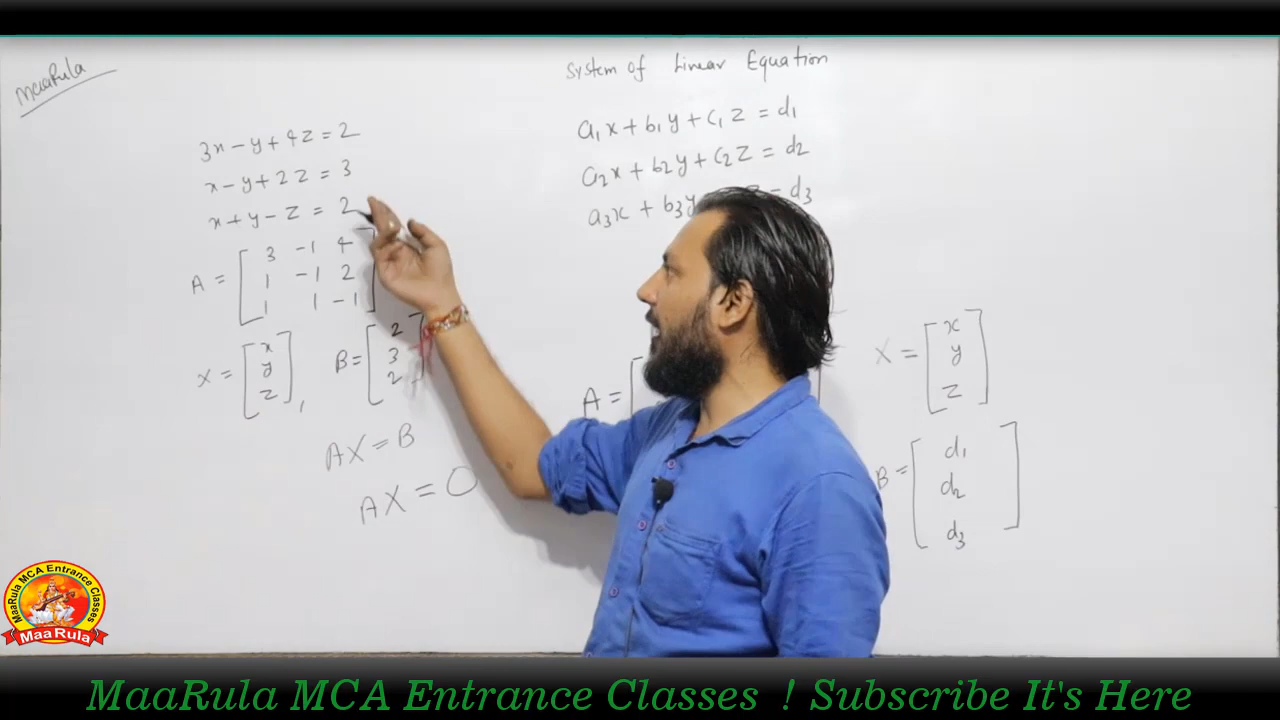 MaaRula
System of Linear Equation
3x - y + 4z = 2
x - y + 2z = 3
x + y - z = 2
A = [ 3 -1 4
1 -1 2
1 1 -1 ]
X = [ x
y
z ] ,
B = [ 2
3
2 ]
AX = B
AX = O
a₁x + b₁y + c₁z = d₁
a₂x + b₂y + c₂z = d₂
a₃x + b₃y = d₃
A = [
X = [ x
y
z ]
B = [ d₁
d₂
d₃ ]
MaaRula MCA Entrance Classes
MaaRula
MaaRula MCA Entrance Classes ! Subscribe It's Here